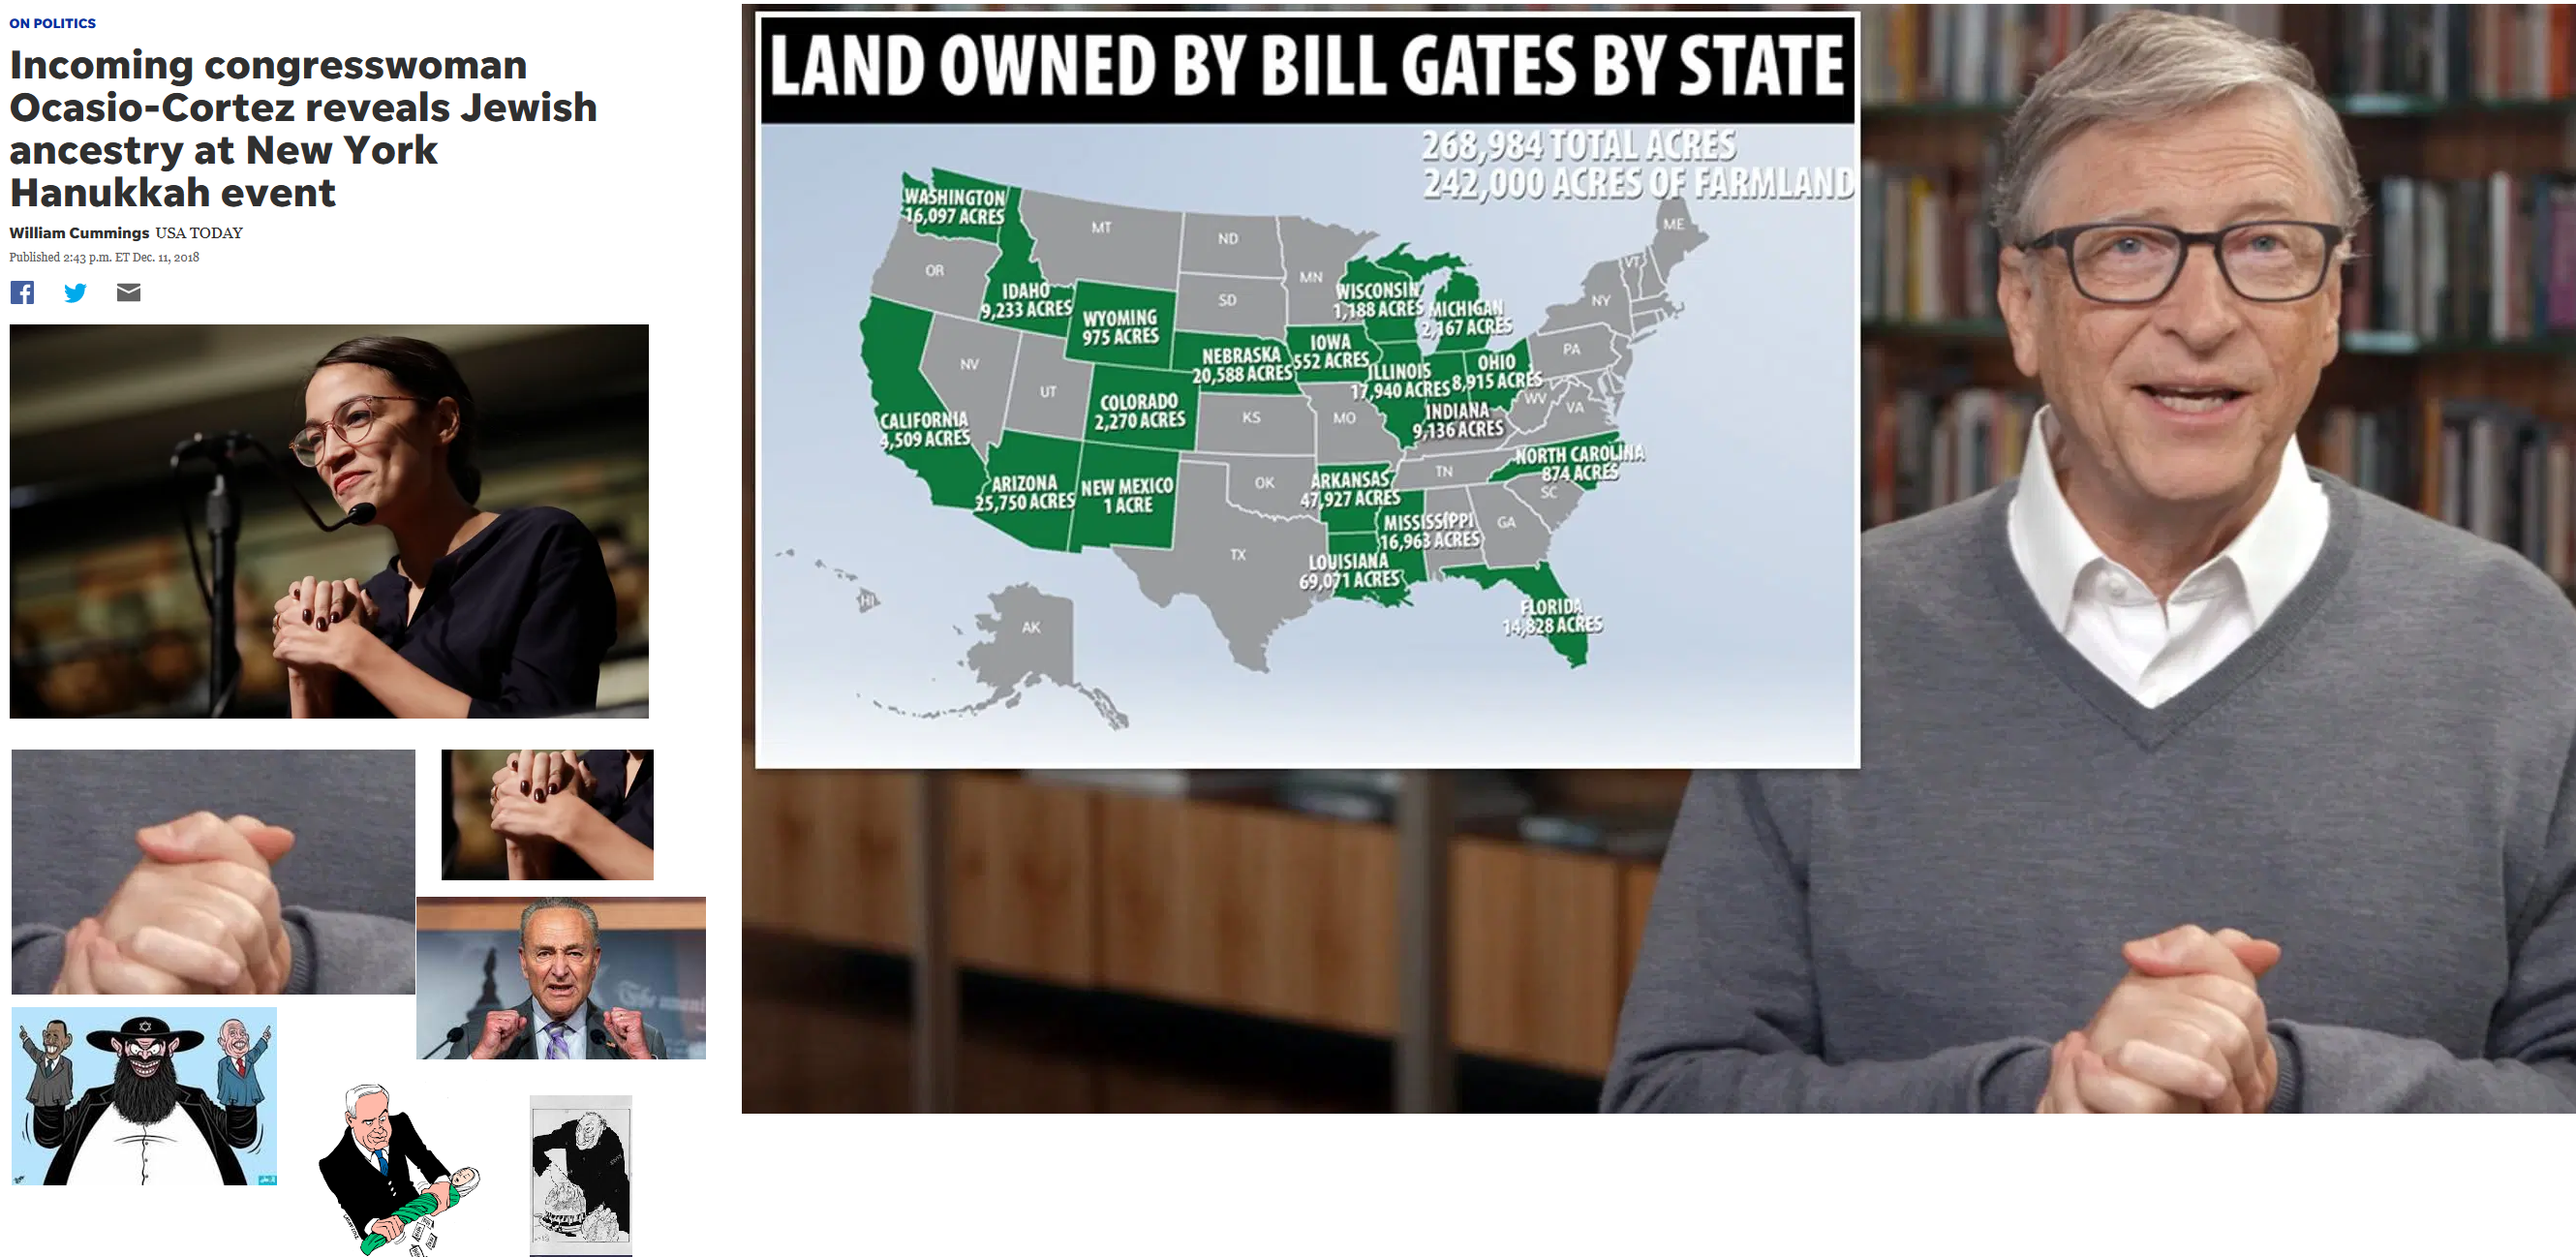 ON POLITICS
Incoming congresswoman
Ocasio-Cortez reveals Jewish
ancestry at New York
Hanukkah event
William Cummings USA TODAY
Published 2:43 p.m. ET Dec. 11, 2018
LAND OWNED BY BILL GATES BY STATE
268,984 TOTAL ACRES
242,000 ACRES OF FARMLAND
WASHINGTON
16,097 ACRES
MT
ND
ME
OR
IDAHO
9,233 ACRES
WYOMING
975 ACRES
SD
MN
WISCONSIN
1,188 ACRES
MICHIGAN
2,167 ACRES
VT
NY
NV
UT
NEBRASKA
20,588 ACRES
IOWA
552 ACRES
ILLINOIS
17,940 ACRES
OHIO
8,915 ACRES
PA
CALIFORNIA
4,509 ACRES
COLORADO
2,270 ACRES
KS
MO
INDIANA
9,136 ACRES
WV
VA
ARIZONA
25,750 ACRES
NEW MEXICO
1 ACRE
OK
ARKANSAS
47,927 ACRES
TN
NORTH CAROLINA
874 ACRES
SC
TX
MISSISSIPPI
16,963 ACRES
GA
LOUISIANA
69,071 ACRES
FLORIDA
14,828 ACRES
HI
AK